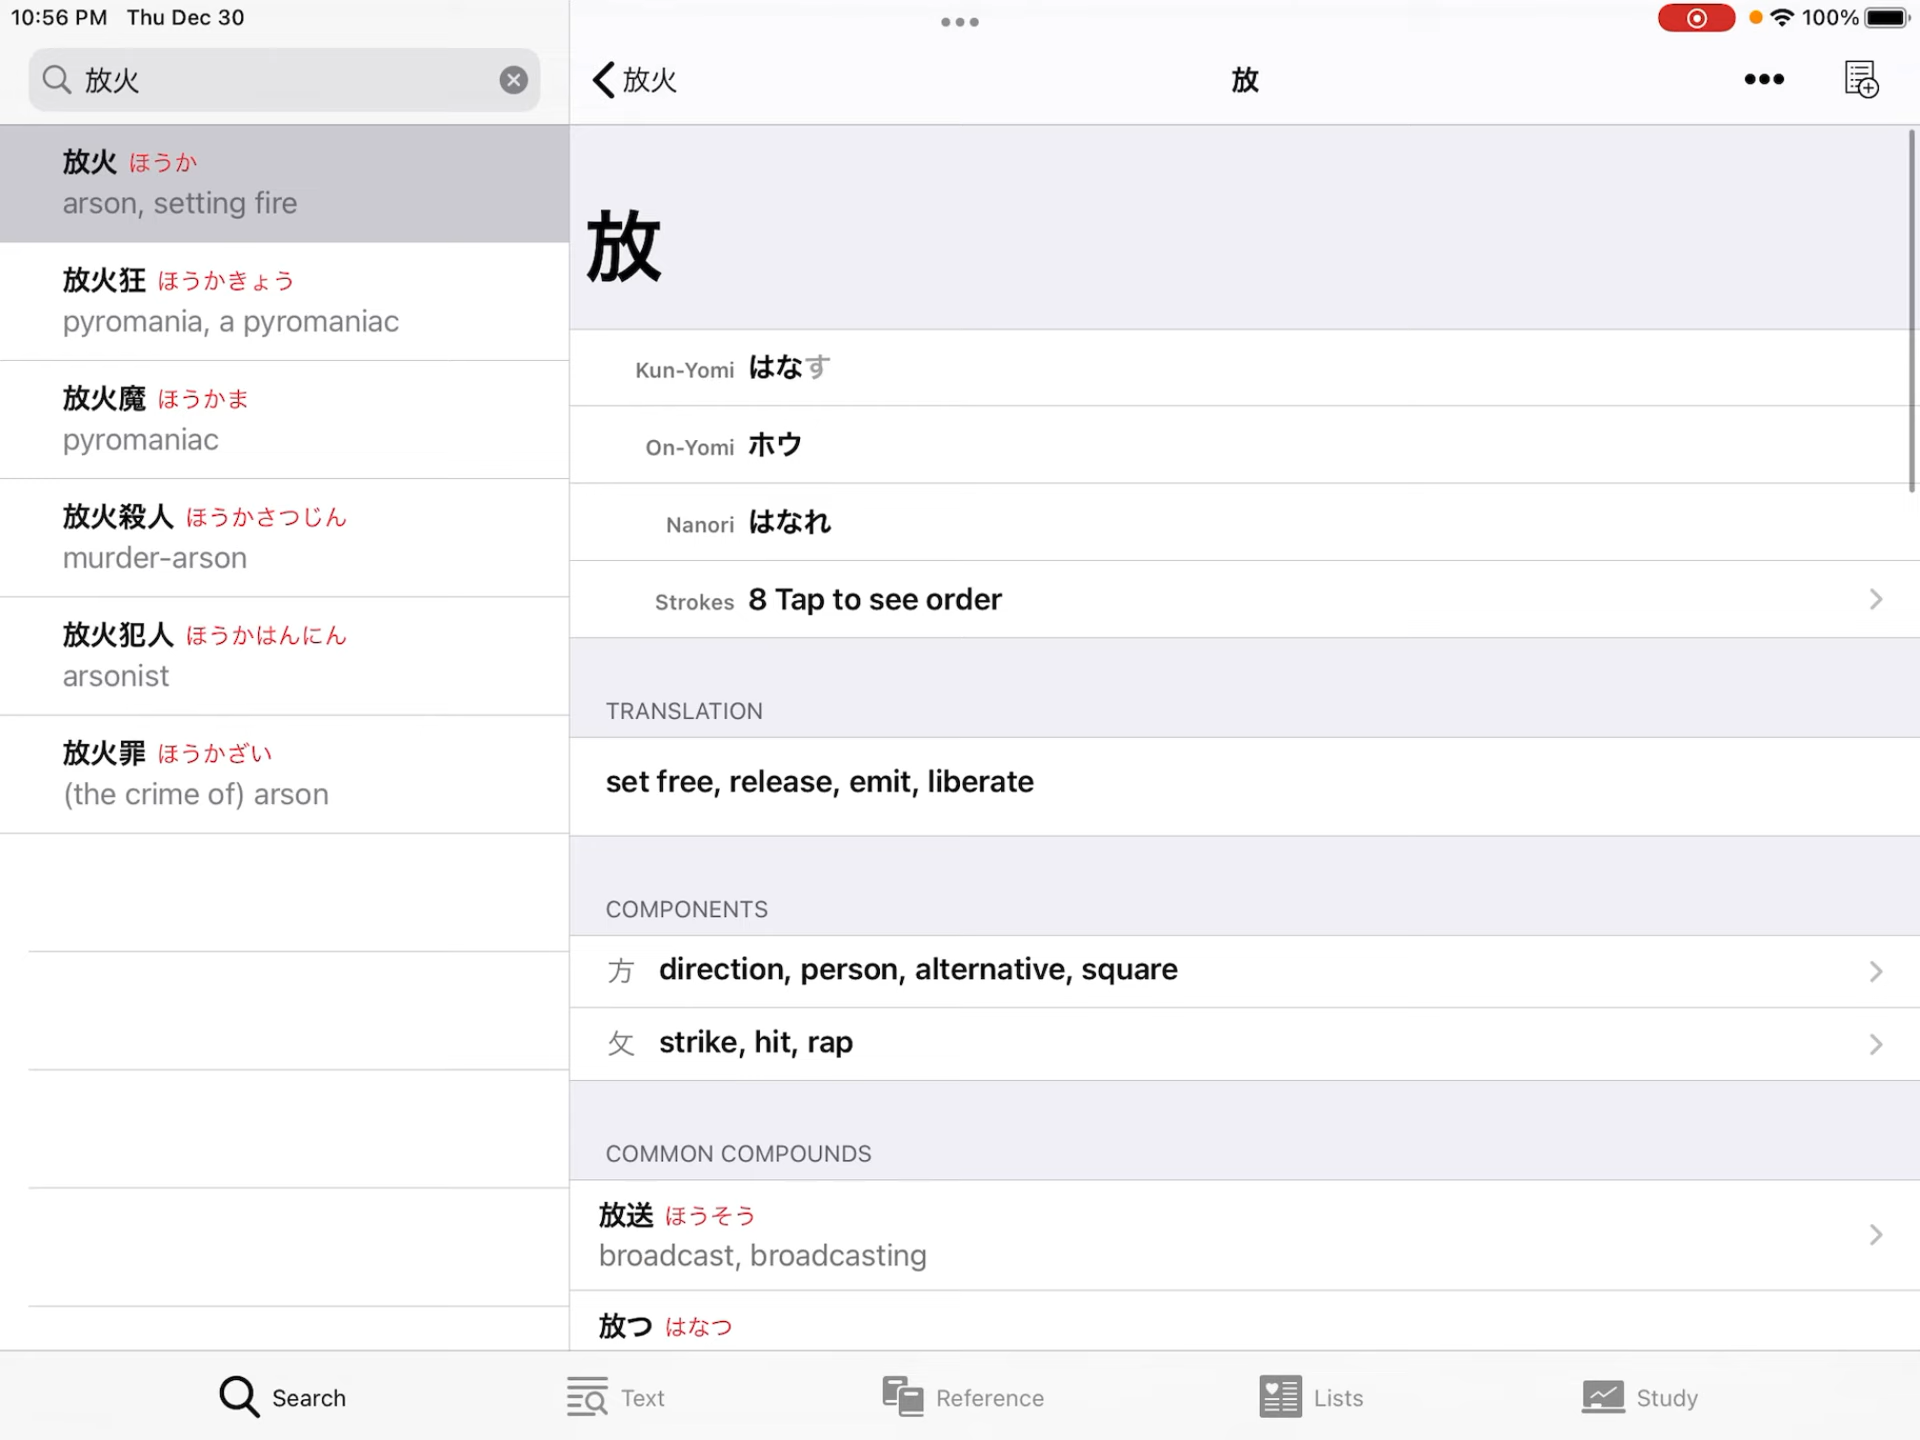 10:56 PM Thu Dec 30
100%
放火
放火 ほうか
arson, setting fire
放火狂 ほうかきょう
pyromania, a pyromaniac
放火魔 ほうかま
pyromaniac
放火殺人 ほうかさつじん
murder-arson
放火犯人 ほうかはんにん
arsonist
放火罪 ほうかざい
(the crime of) arson
放火
放
放
Kun-Yomi はなす
On-Yomi ホウ
Nanori はなれ
Strokes 8 Tap to see order
TRANSLATION
set free, release, emit, liberate
COMPONENTS
方 direction, person, alternative, square
攵 strike, hit, rap
COMMON COMPOUNDS
放送 ほうそう
broadcast, broadcasting
放つ はなつ
Search
Text
Reference
Lists
Study